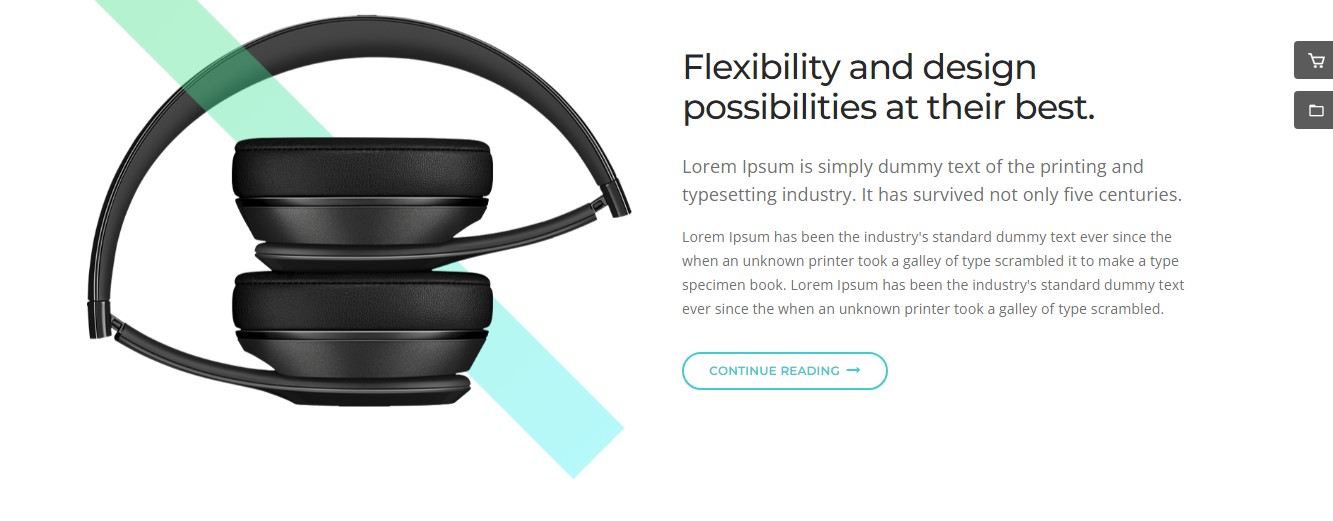 Flexibility and design
possibilities at their best.
Lorem Ipsum is simply dummy text of the printing and
typesetting industry. It has survived not only five centuries.
Lorem Ipsum has been the industry's standard dummy text ever since the
when an unknown printer took a galley of type scrambled it to make a type
specimen book. Lorem Ipsum has been the industry's standard dummy text
ever since the when an unknown printer took a galley of type scrambled.
CONTINUE READING